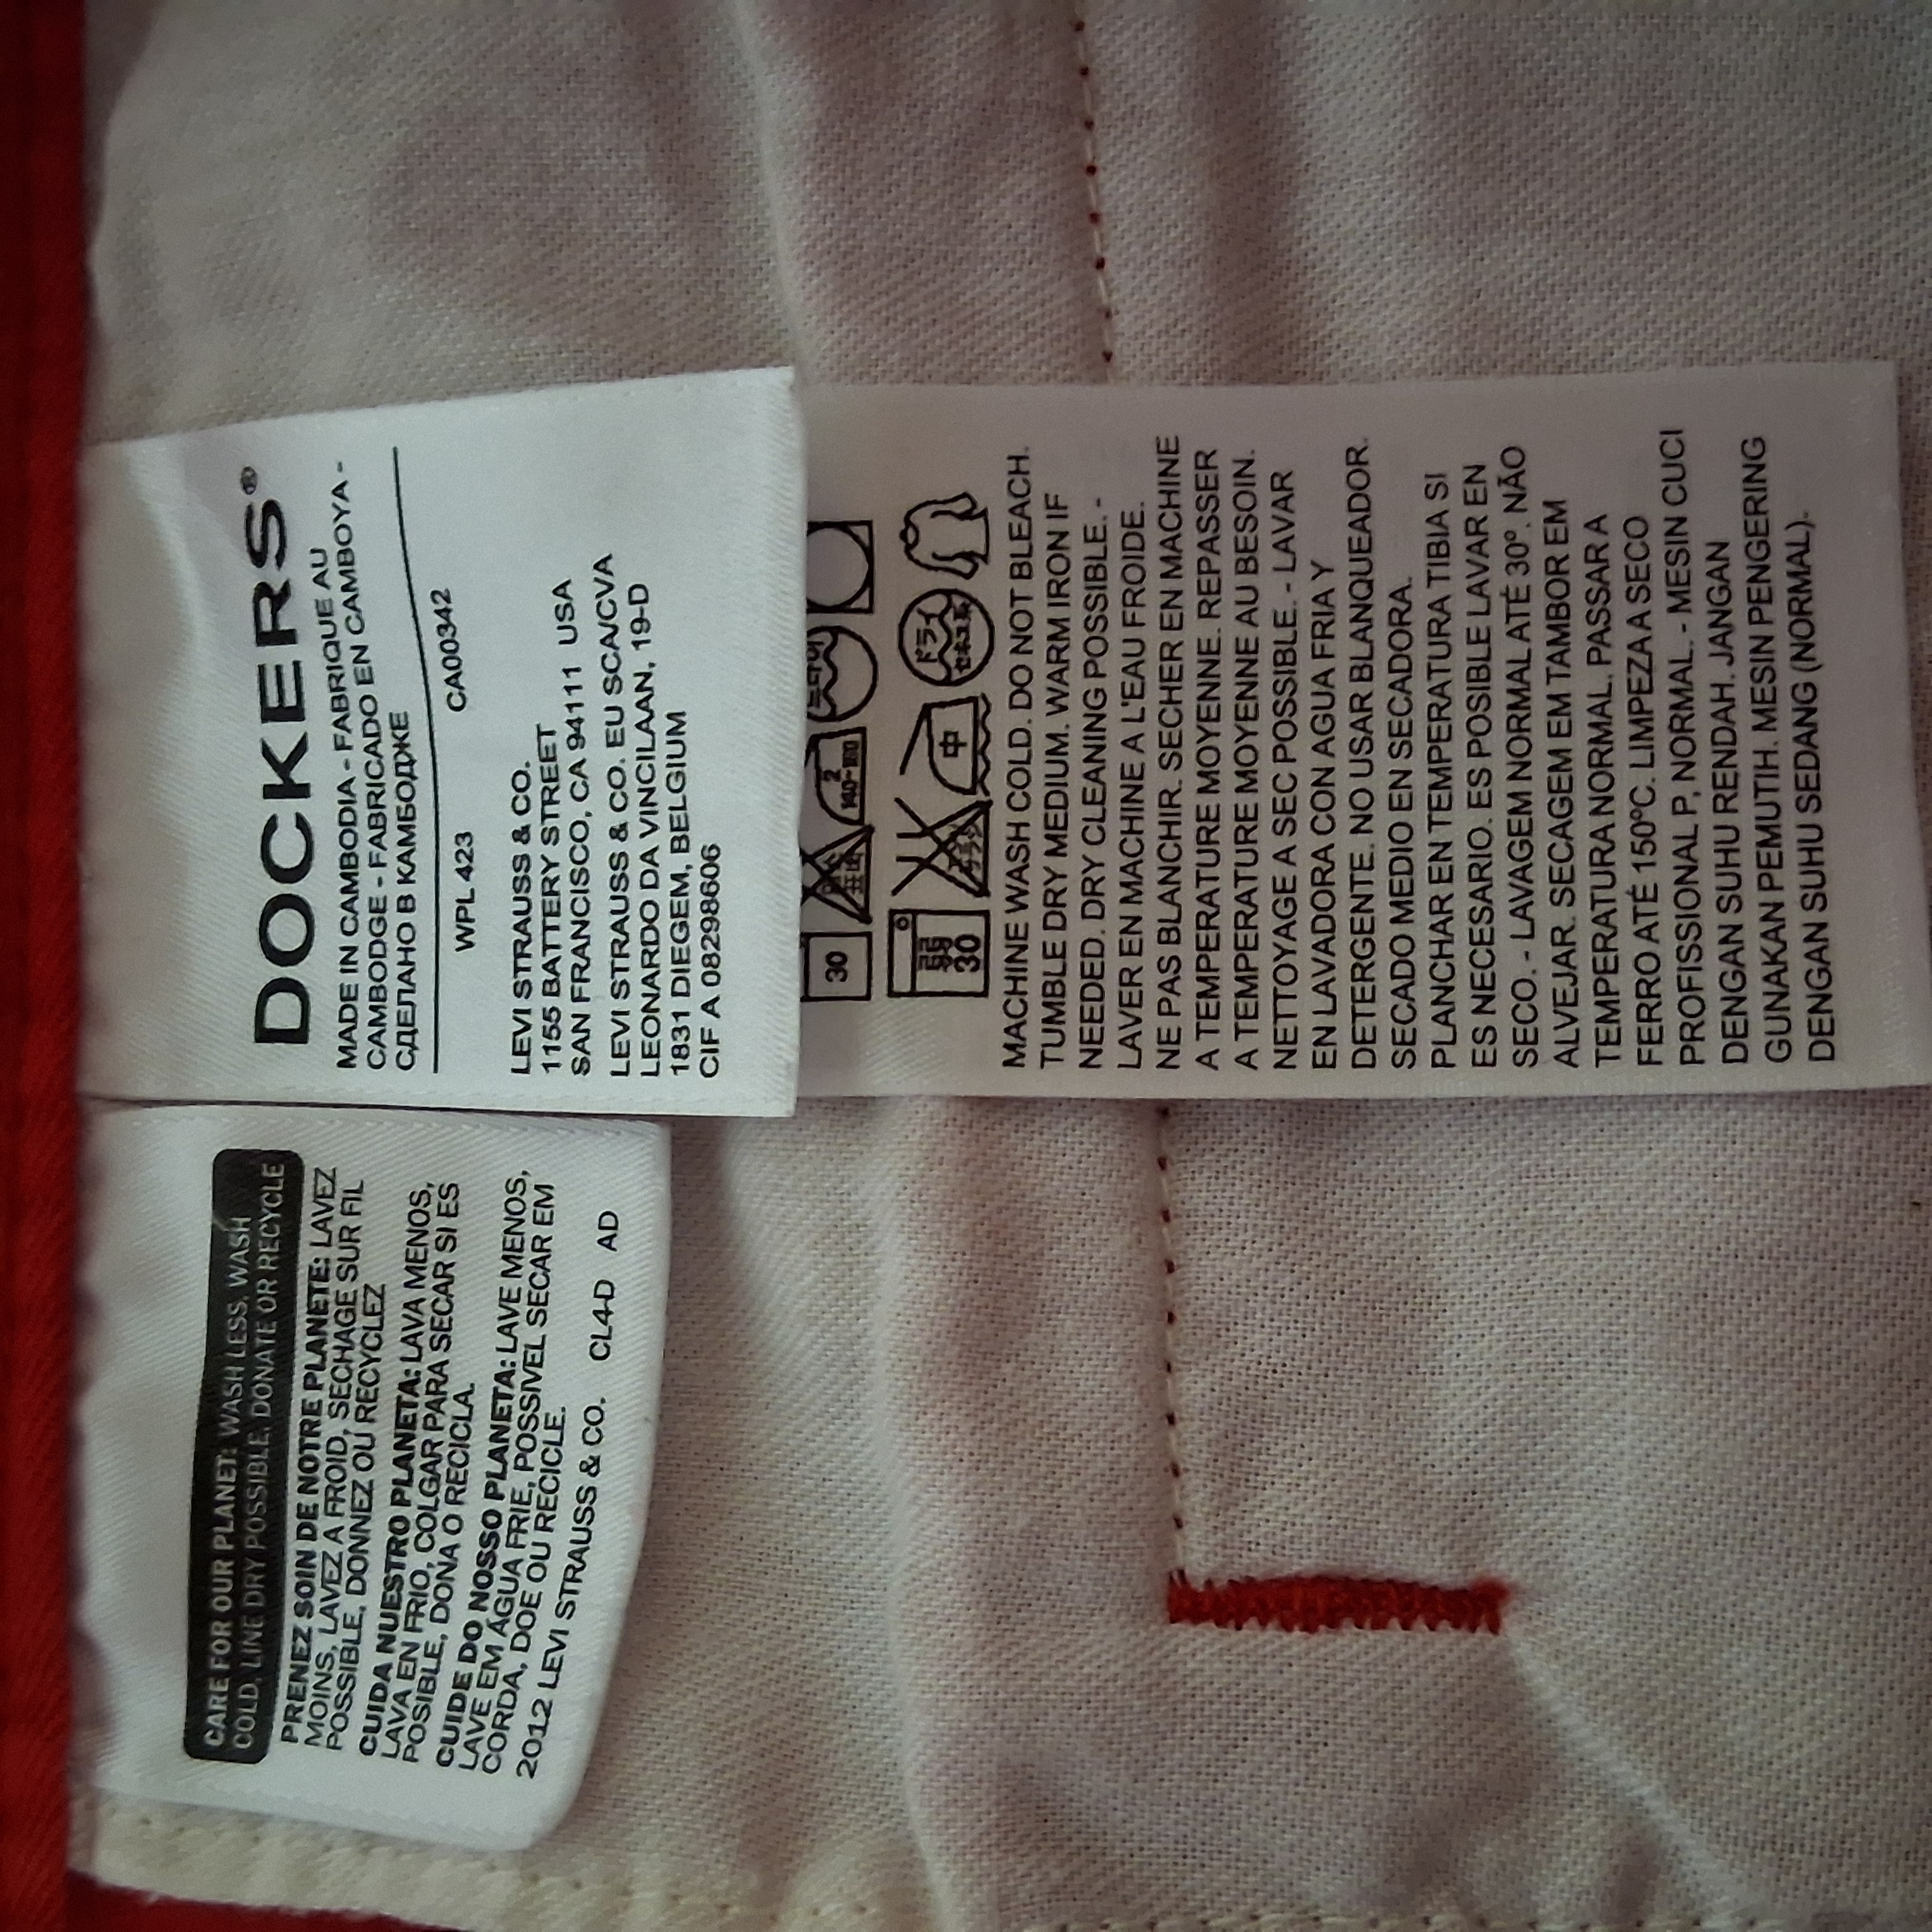 DOCKERS®
MADE IN CAMBODIA - FABRIQUE AU
CAMBODGE - FABRICADO EN CAMBOYA -
СДЕЛАНО В КАМБОДЖЕ
WPL 423 CA00342
LEVI STRAUSS & CO.
1155 BATTERY STREET
SAN FRANCISCO, CA 94111 USA
LEVI STRAUSS & CO. EU SCA/CVA
LEONARDO DA VINCILAAN, 19-D
1831 DIEGEM, BELGIUM
CIF A 08298606
30 140-160
30 中 ドライ
MACHINE WASH COLD. DO NOT BLEACH.
TUMBLE DRY MEDIUM. WARM IRON IF
NEEDED. DRY CLEANING POSSIBLE. -
LAVER EN MACHINE A L'EAU FROIDE.
NE PAS BLANCHIR. SECHER EN MACHINE
A TEMPERATURE MOYENNE. REPASSER
A TEMPERATURE MOYENNE AU BESOIN.
NETTOYAGE A SEC POSSIBLE. - LAVAR
EN LAVADORA CON AGUA FRIA Y
DETERGENTE. NO USAR BLANQUEADOR.
SECADO MEDIO EN SECADORA.
PLANCHAR EN TEMPERATURA TIBIA SI
ES NECESARIO. ES POSIBLE LAVAR EN
SECO. - LAVAGEM NORMAL ATÉ 30º. NÃO
ALVEJAR. SECAGEM EM TAMBOR EM
TEMPERATURA NORMAL. PASSAR A
FERRO ATÉ 150ºC. LIMPEZA A SECO
PROFISSIONAL P, NORMAL. - MESIN CUCI
DENGAN SUHU RENDAH. JANGAN
GUNAKAN PEMUTIH. MESIN PENGERING
DENGAN SUHU SEDANG (NORMAL).
CARE FOR OUR PLANET: WASH LESS, WASH
COLD, LINE DRY POSSIBLE, DONATE OR RECYCLE
PRENEZ SOIN DE NOTRE PLANETE: LAVEZ
MOINS, LAVEZ A FROID, SECHAGE SUR FIL
POSSIBLE, DONNEZ OU RECYCLEZ
CUIDA NUESTRO PLANETA: LAVA MENOS,
LAVA EN FRIO, COLGAR PARA SECAR SI ES
POSIBLE, DONA O RECICLA.
CUIDE DO NOSSO PLANETA: LAVE MENOS,
LAVE EM ÁGUA FRIE, POSSIVEL SECAR EM
CORDA, DOE OU RECICLE.
2012 LEVI STRAUSS & CO. CL4-D AD